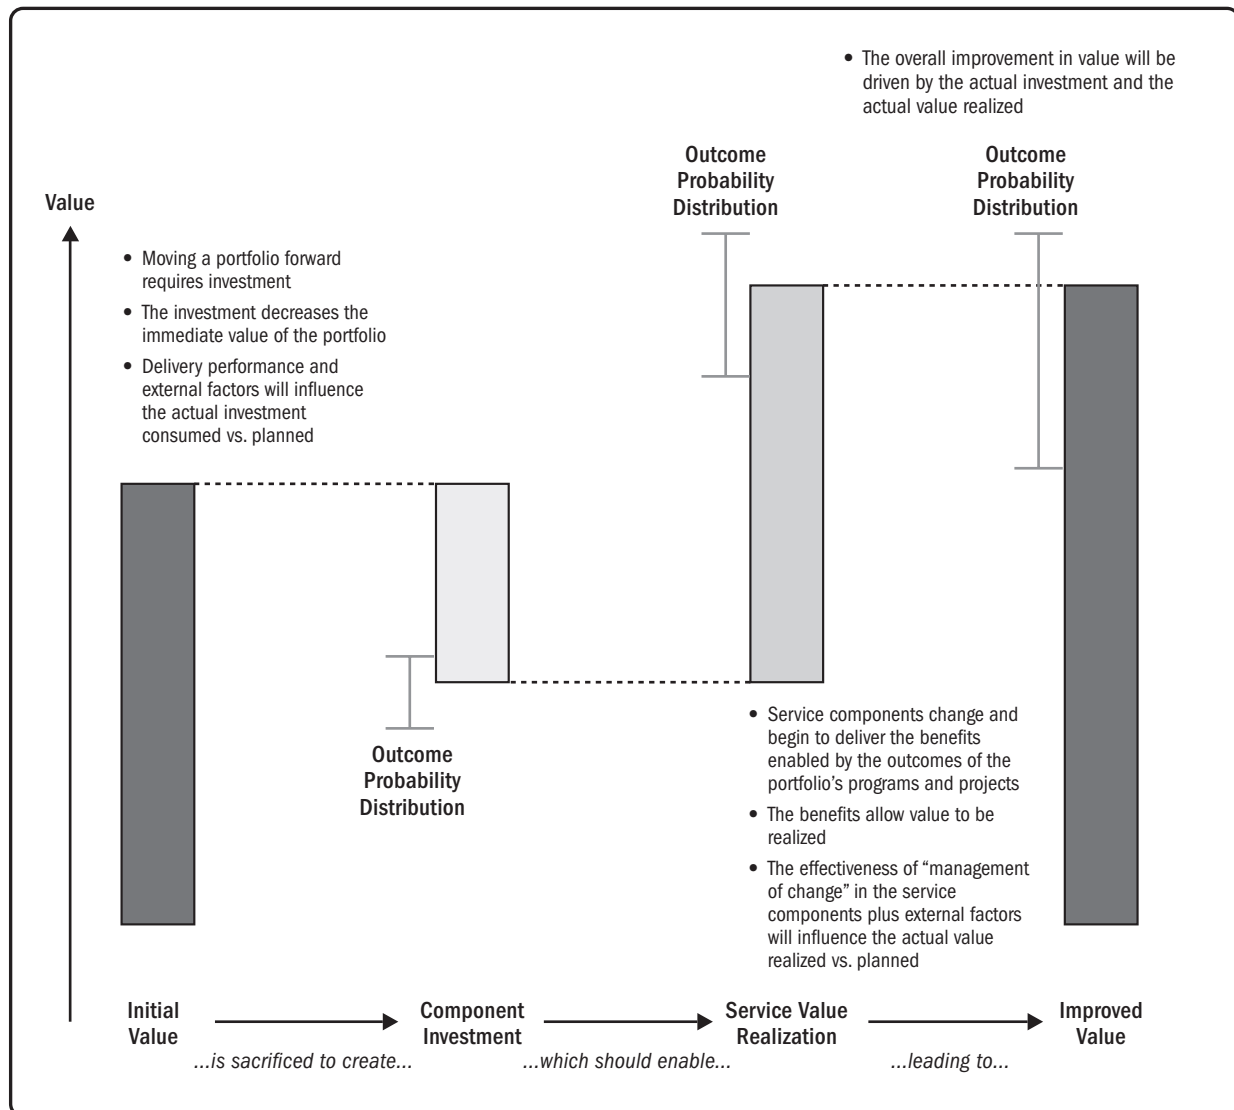 • The overall improvement in value will be
driven by the actual investment and the
actual value realized
Outcome
Probability
Distribution
Outcome
Probability
Distribution
Value
• Moving a portfolio forward
requires investment
• The investment decreases the
immediate value of the portfolio
• Delivery performance and
external factors will influence
the actual investment
consumed vs. planned
Outcome
Probability
Distribution
• Service components change and
begin to deliver the benefits
enabled by the outcomes of the
portfolio’s programs and projects
• The benefits allow value to be
realized
• The effectiveness of “management
of change” in the service
components plus external factors
will influence the actual value
realized vs. planned
Initial
Value
Component
Investment
Service Value
Realization
Improved
Value
...is sacrificed to create...
...which should enable...
...leading to...